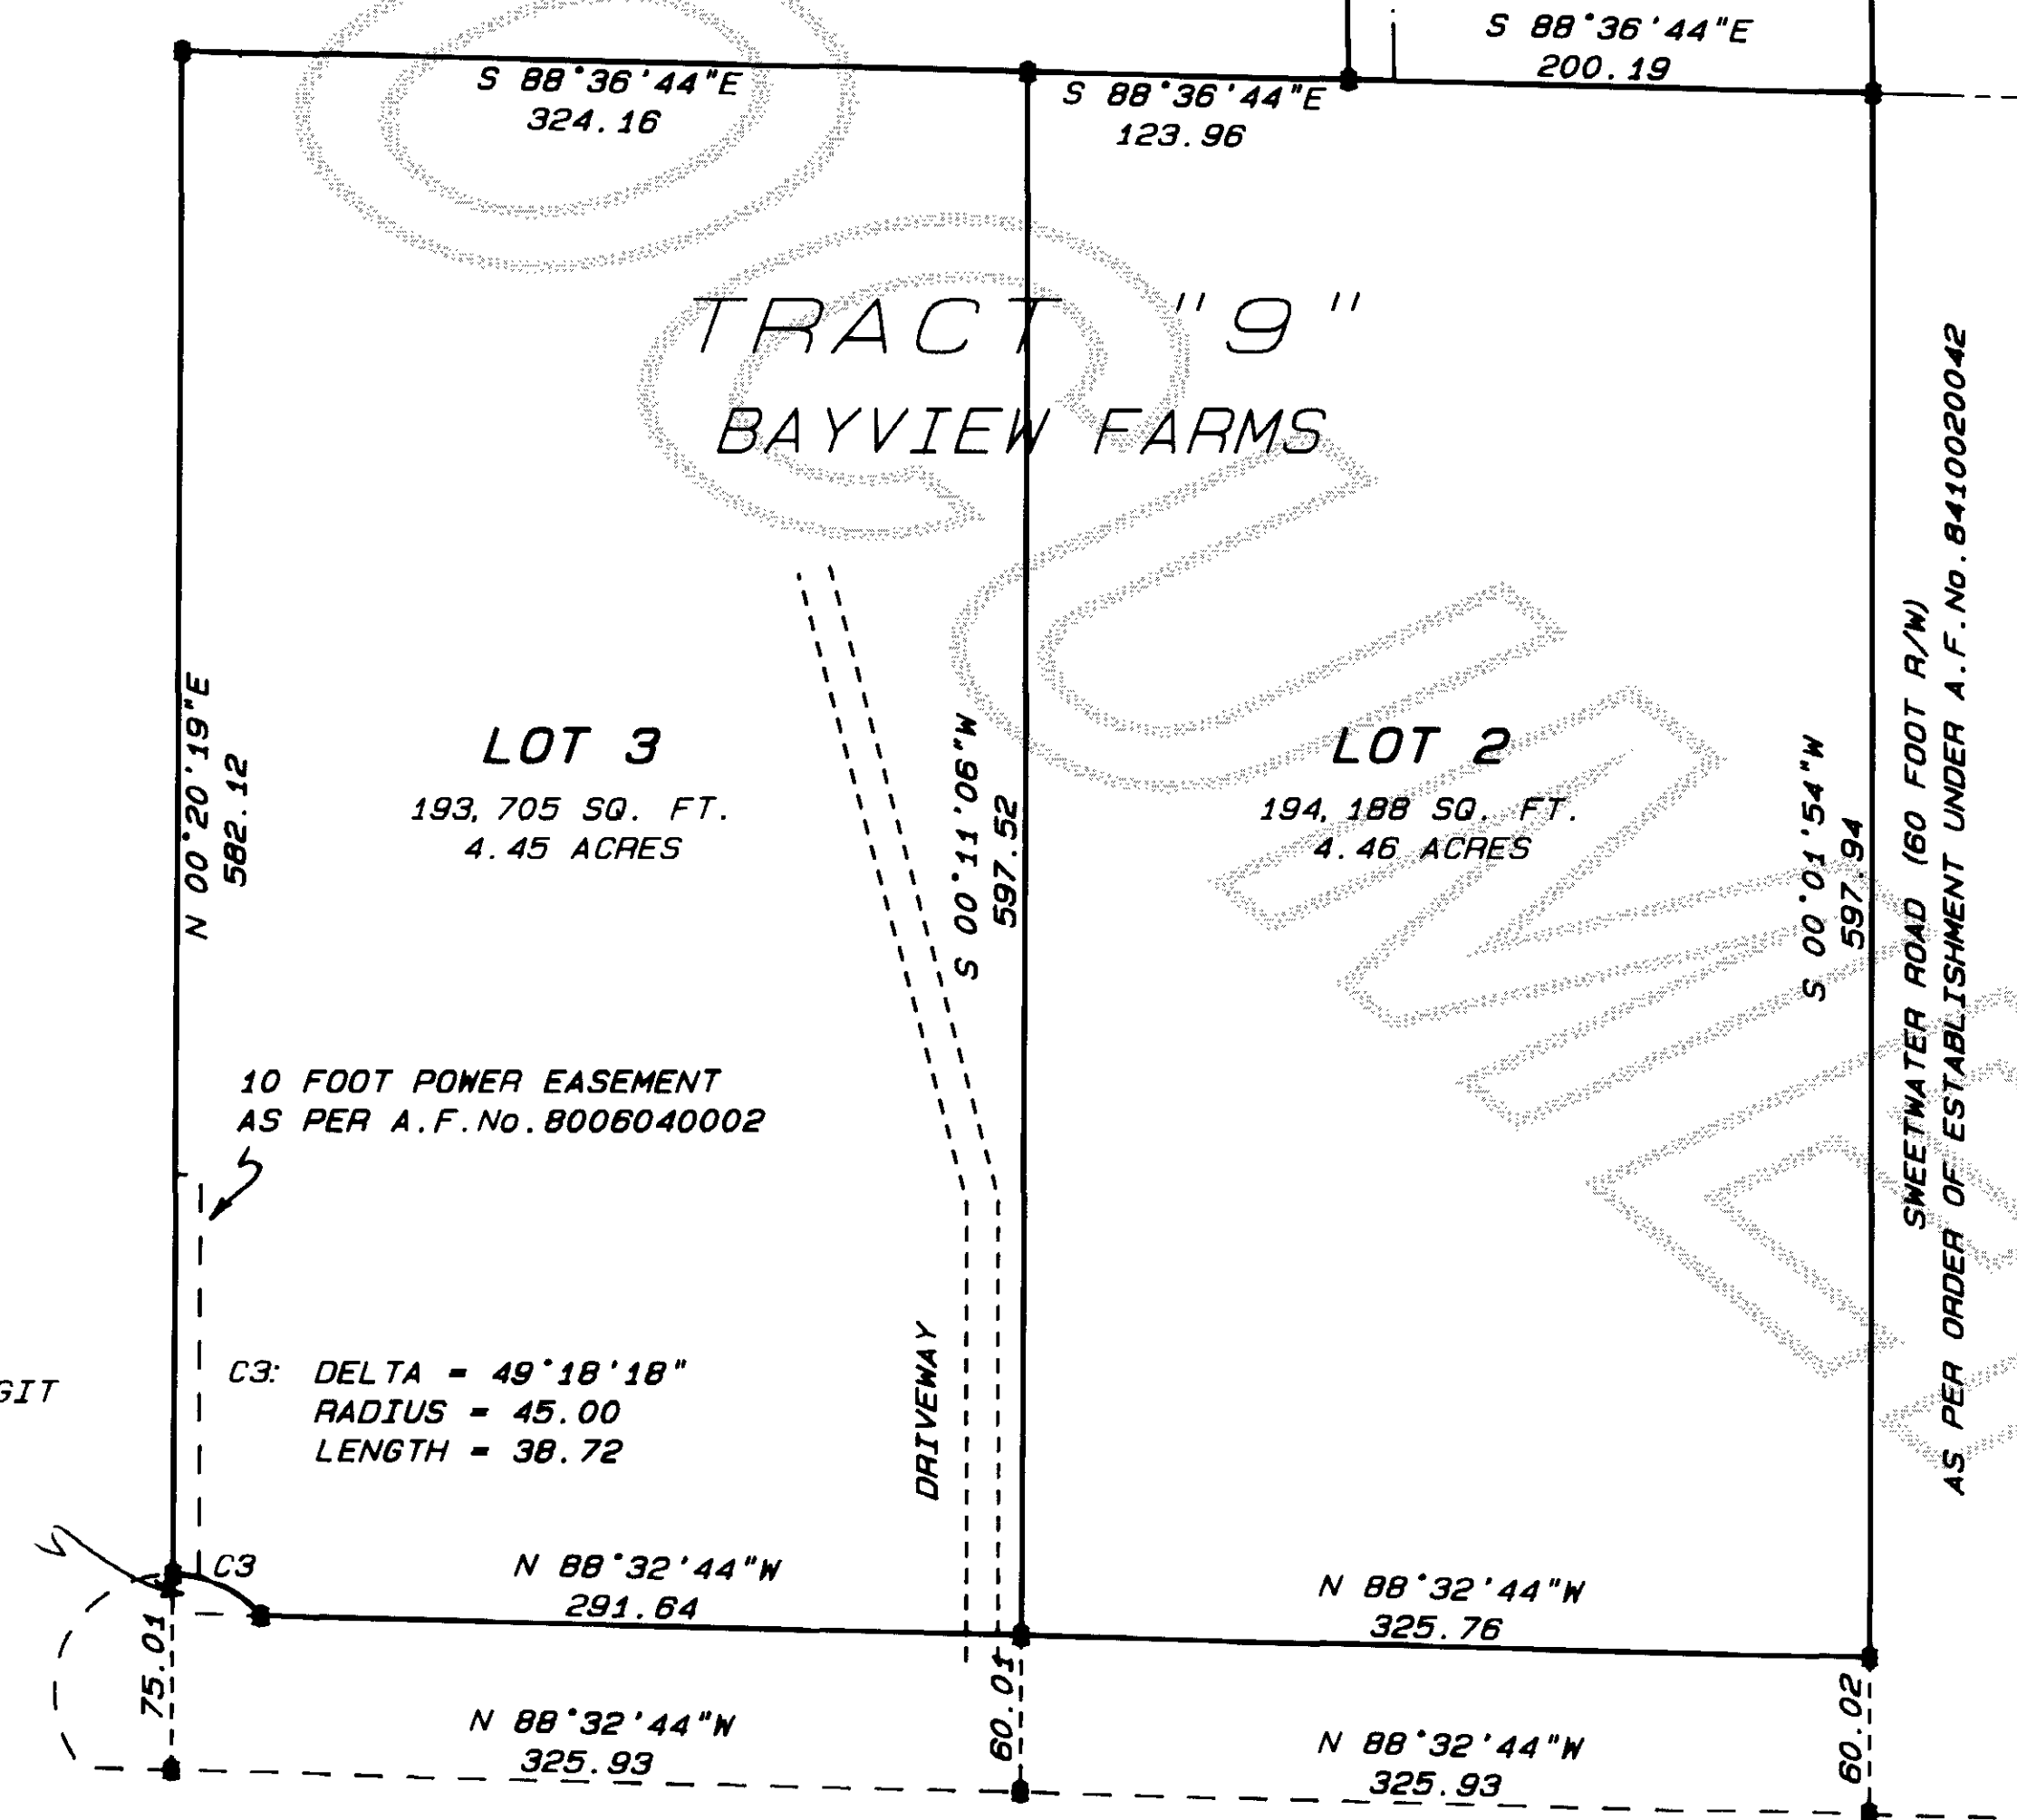 S 88°36'44"E
200.19
S 88°36'44"E
324.16
S 88°36'44"E
123.96
TRACT "9"
BAYVIEW FARMS
N 00°20'19"E
582.12
LOT 3
193,705 SQ. FT.
4.45 ACRES
S 00°11'06"W
597.52
LOT 2
194,188 SQ. FT.
4.46 ACRES
S 00°01'54"W
597.94
SWEETWATER ROAD (60 FOOT R/W)
AS PER ORDER OF ESTABLISHMENT UNDER A.F.No.8410020042
10 FOOT POWER EASEMENT
AS PER A.F.No.8006040002
GIT
C3: DELTA = 49°18'18"
RADIUS = 45.00
LENGTH = 38.72
DRIVEWAY
C3
N 88°32'44"W
291.64
N 88°32'44"W
325.76
75.01
60.01
60.02
N 88°32'44"W
325.93
N 88°32'44"W
325.93